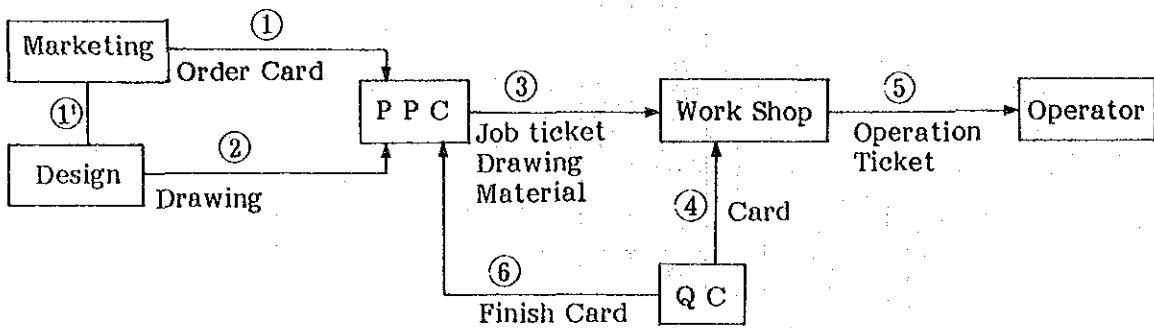 ①
Marketing
Order Card
③
⑤
P P C
Work Shop
Operator
①'
Job ticket
Operation
②
Drawing
Ticket
Design
Material
Drawing
④
Card
⑥
Q C
Finish Card